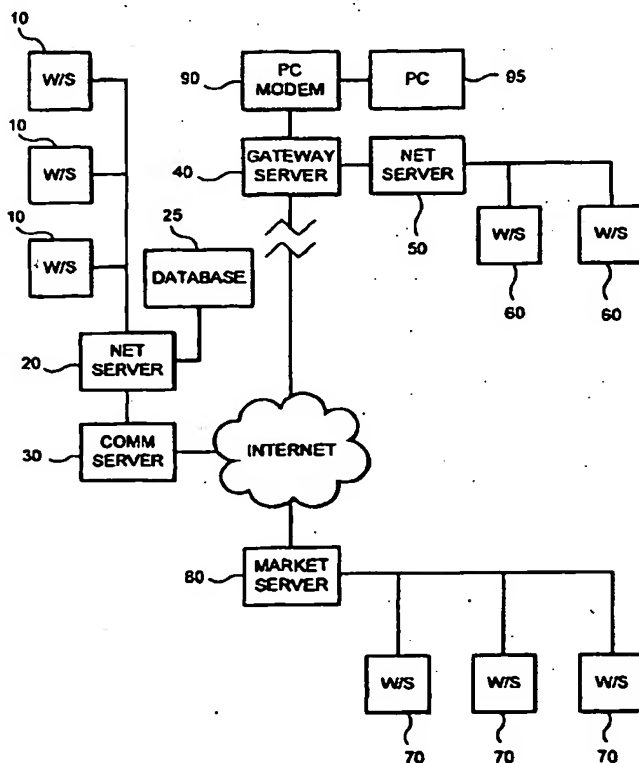 10
W/S
90
PC
MODEM
PC
95
10
W/S
40
GATEWAY
SERVER
NET
SERVER
50
10
W/S
25
DATABASE
W/S
60
W/S
60
20
NET
SERVER
30
COMM
SERVER
INTERNET
80
MARKET
SERVER
W/S
70
W/S
70
W/S
70